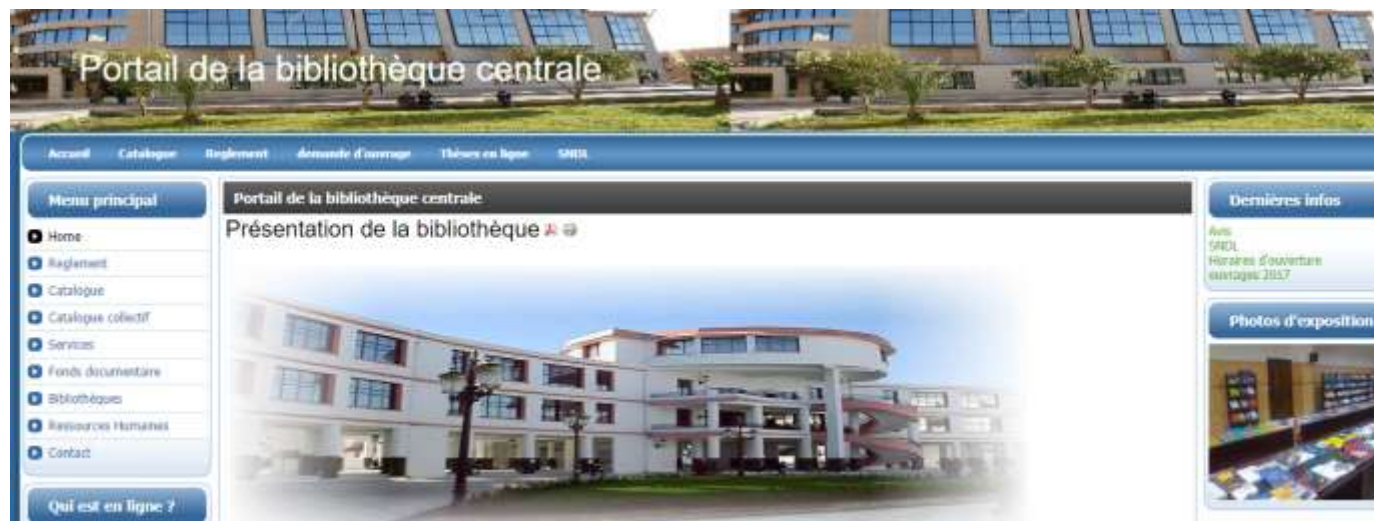 Portail de la bibliothèque centrale
Accueil Catalogue Reglement demande d'ouvrage Thèses en ligne SNDL
Menu principal
Home
Reglement
Catalogue
Catalogue collectif
Services
Fonds documentaire
Bibliothèques
Ressources Humaines
Contact
Qui est en ligne ?
Portail de la bibliothèque centrale
Présentation de la bibliothèque
Dernières infos
Avis
SNDL
Horaires d'ouverture
ouvrages 2017
Photos d'exposition